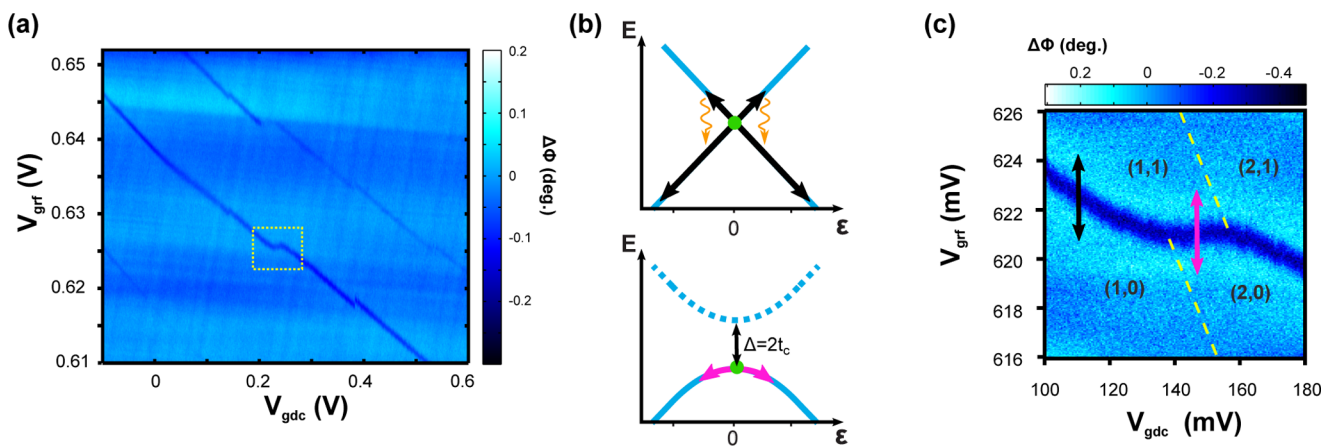 (a)
0.65
0.64
0.63
0.62
0.61
V_grf (V)
0
0.2
0.4
0.6
V_gdc (V)
0.2
0.1
0
-0.1
-0.2
ΔΦ (deg.)
(b)
E
0
ε
E
Δ=2t_c
0
ε
(c)
ΔΦ (deg.)
0.2
0
-0.2
-0.4
626
624
622
620
618
616
V_grf (mV)
(1,1)
(2,1)
(1,0)
(2,0)
100
120
140
160
180
V_gdc (mV)